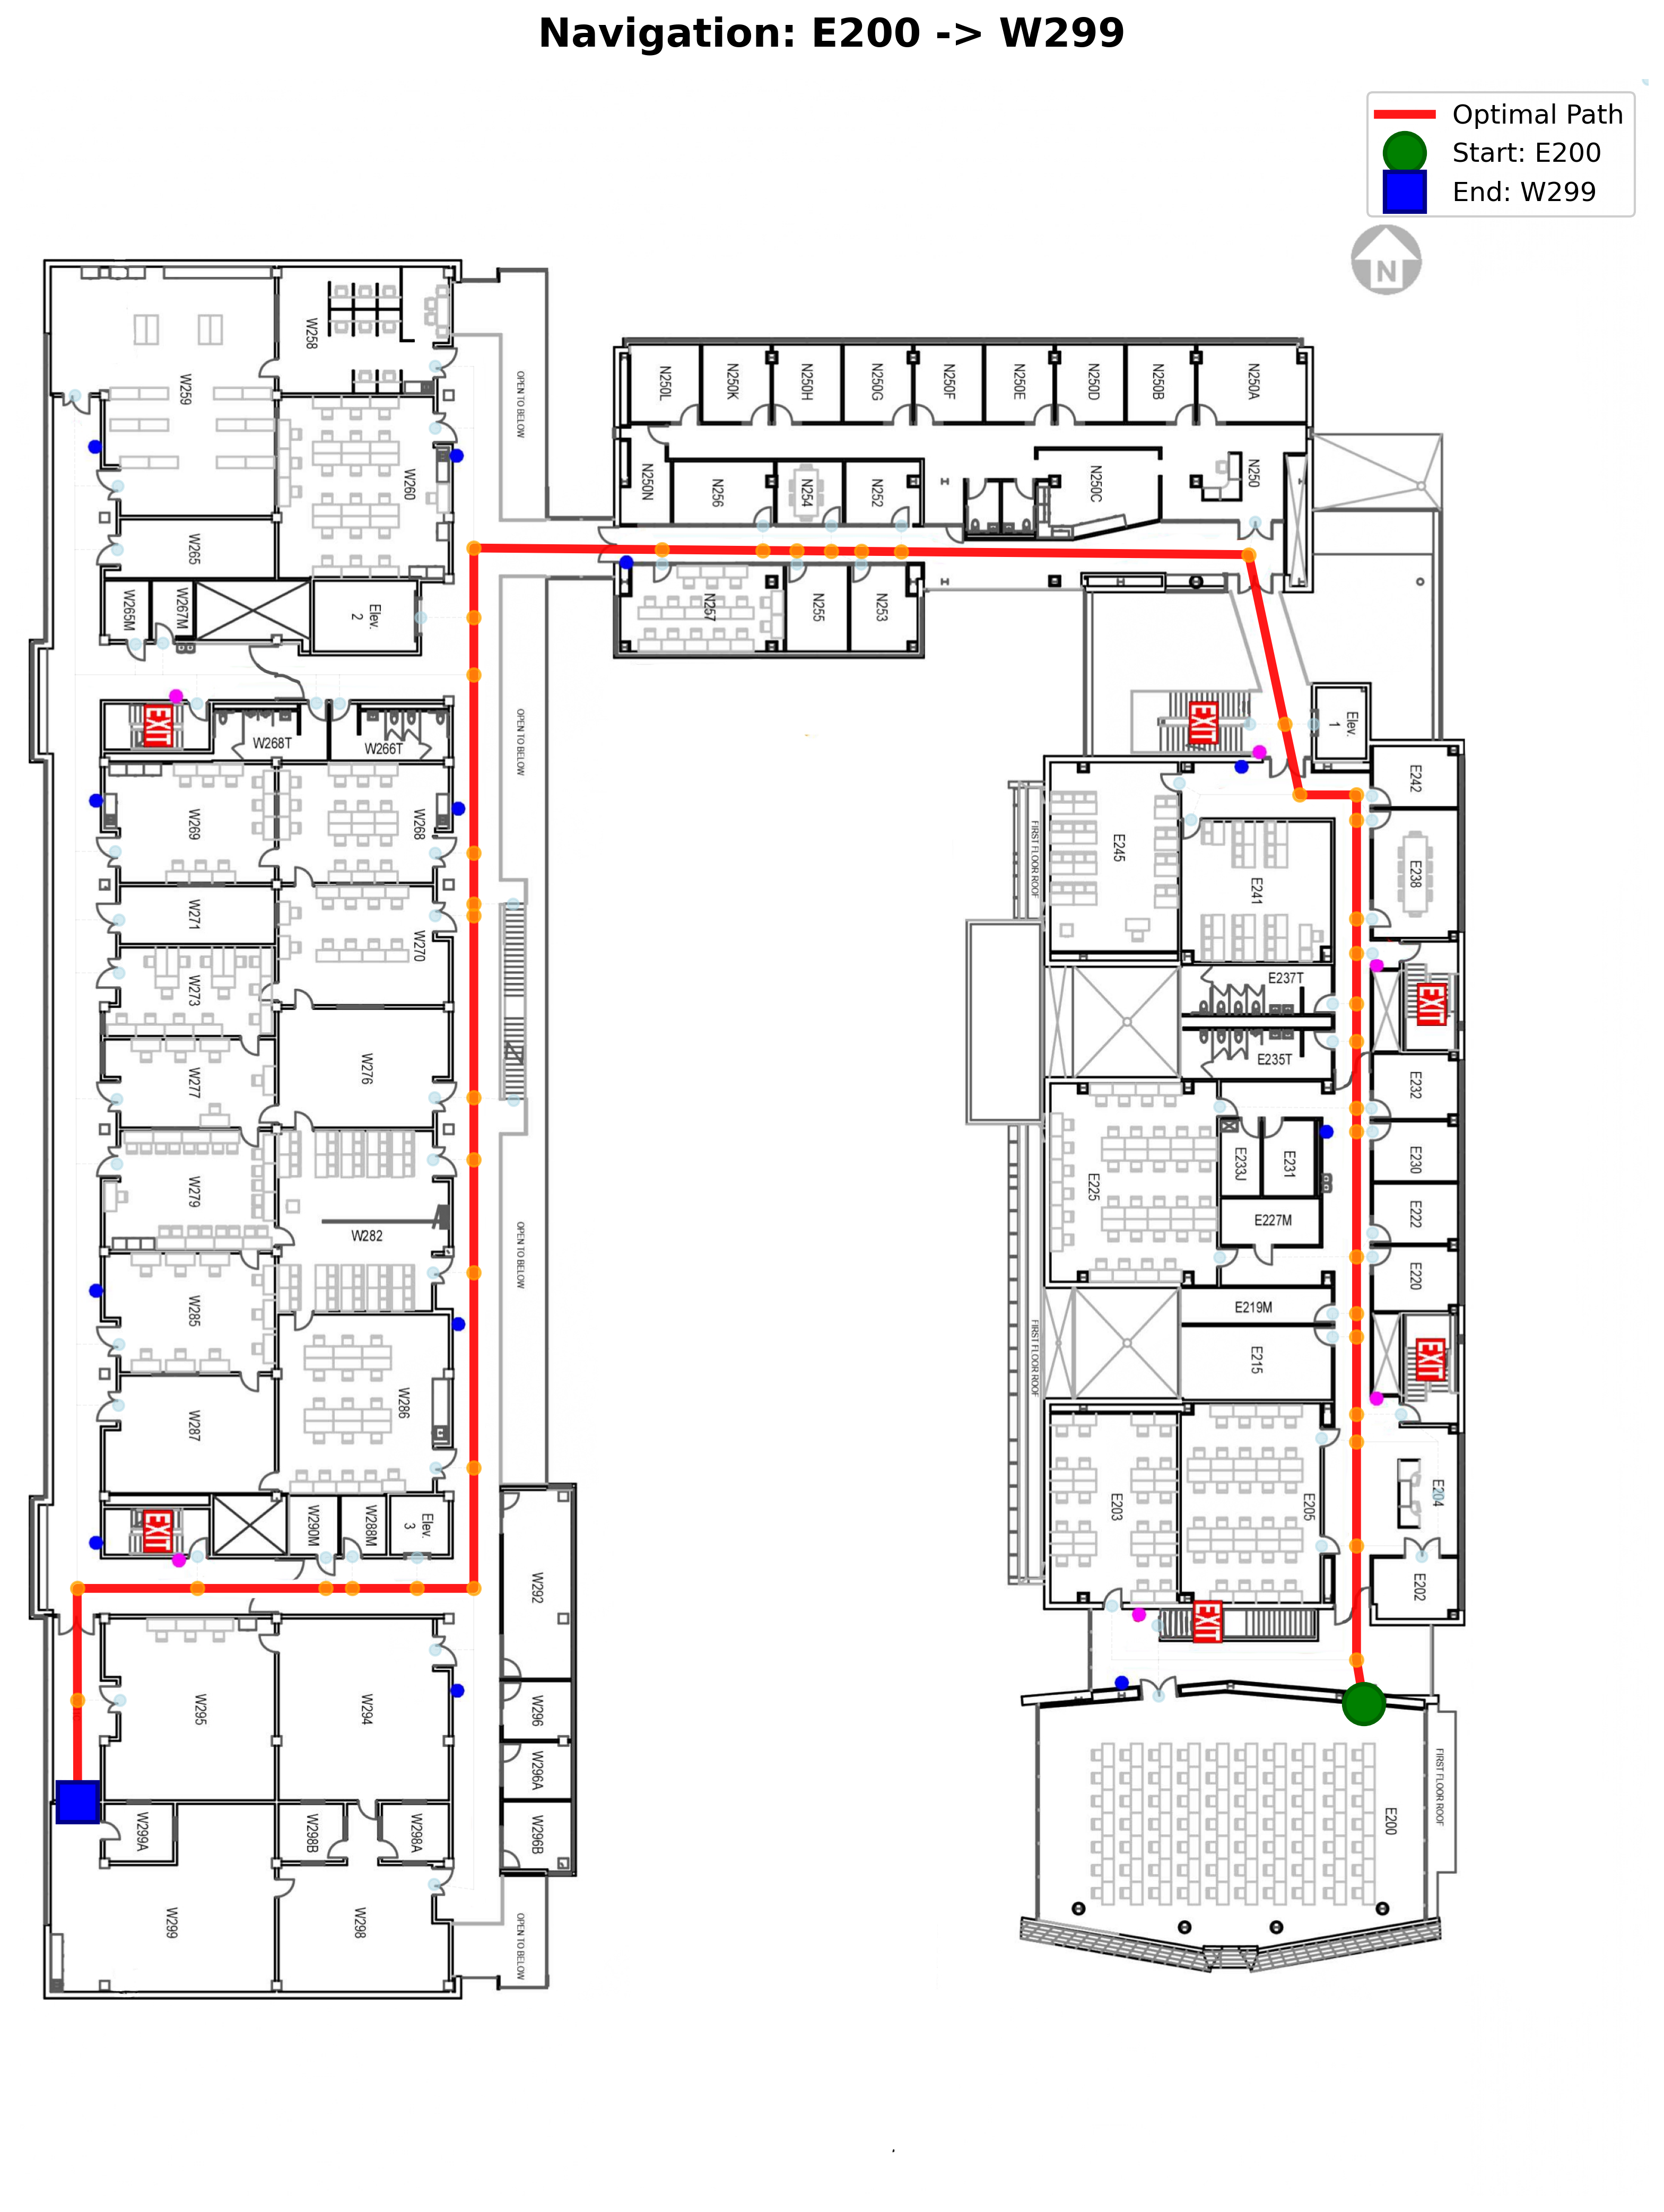 Navigation: E200 -> W299
Optimal Path
Start: E200
End: W299
N
W258
W259
W260
W265
W265M
W267M
Elev. 2
OPEN TO BELOW
N250L
N250K
N250H
N250G
N250F
N250E
N250D
N250B
N250A
N250N
N256
N254
N252
N250C
N250
N257
N255
N253
EXIT
W268T
W266T
OPEN TO BELOW
EXIT
Elev. 1
W269
W268
W271
W270
W273
W277
W276
W279
W282
W285
W286
W287
OPEN TO BELOW
E242
E245
E238
E241
FIRST FLOOR ROOF
E237T
E235T
EXIT
E232
E230
E233J
E231
E225
E227M
E222
E220
E219M
E215
EXIT
FIRST FLOOR ROOF
E203
E205
E204
E202
EXIT
EXIT
W290M
W288M
Elev. 3
W292
W295
W294
W296
W296A
W299A
W298B
W298A
W296B
W299
W298
OPEN TO BELOW
E200
FIRST FLOOR ROOF